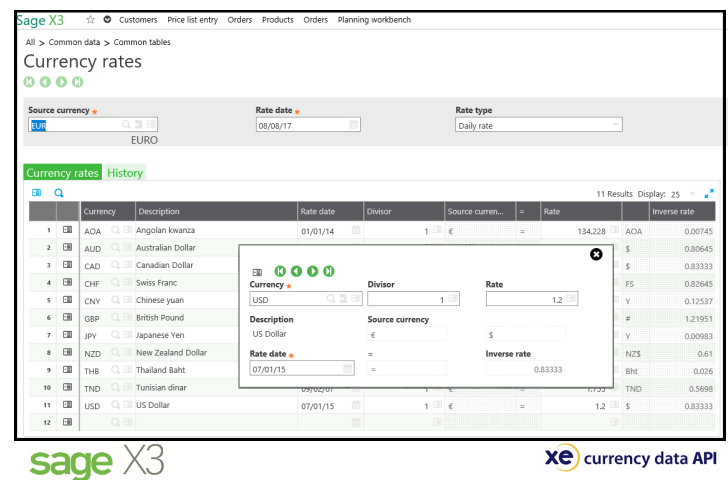 Sage X3 Customers Price list entry Orders Products Orders Planning workbench
All > Common data > Common tables
Currency rates
Source currency * Rate date * Rate type
EUR 08/08/17 Daily rate
EURO
Currency rates History
11 Results Display: 25
Currency Description Rate date Divisor Source curren... = Rate Inverse rate
1 AOA Angolan kwanza 01/01/14 1 € = 134.228 AOA 0.00745
2 AUD Australian Dollar $ 0.80645
3 CAD Canadian Dollar $ 0.83333
4 CHF Swiss Franc FS 0.82645
5 CNY Chinese yuan Y 0.12537
6 GBP British Pound # 1.21951
7 JPY Japanese Yen Y 0.00983
8 NZD New Zealand Dollar NZ$ 0.61
9 THB Thailand Baht Bht 0.026
10 TND Tunisian dinar 09/02/07 1 € = 1.755 TND 0.5698
11 USD US Dollar 07/01/15 1 € = 1.2 $ 0.83333
12
Currency * Divisor Rate
USD 1 1.2
Description Source currency
US Dollar € $
Rate date * = Inverse rate
07/01/15 = 0.83333
sage X3
xe currency data API